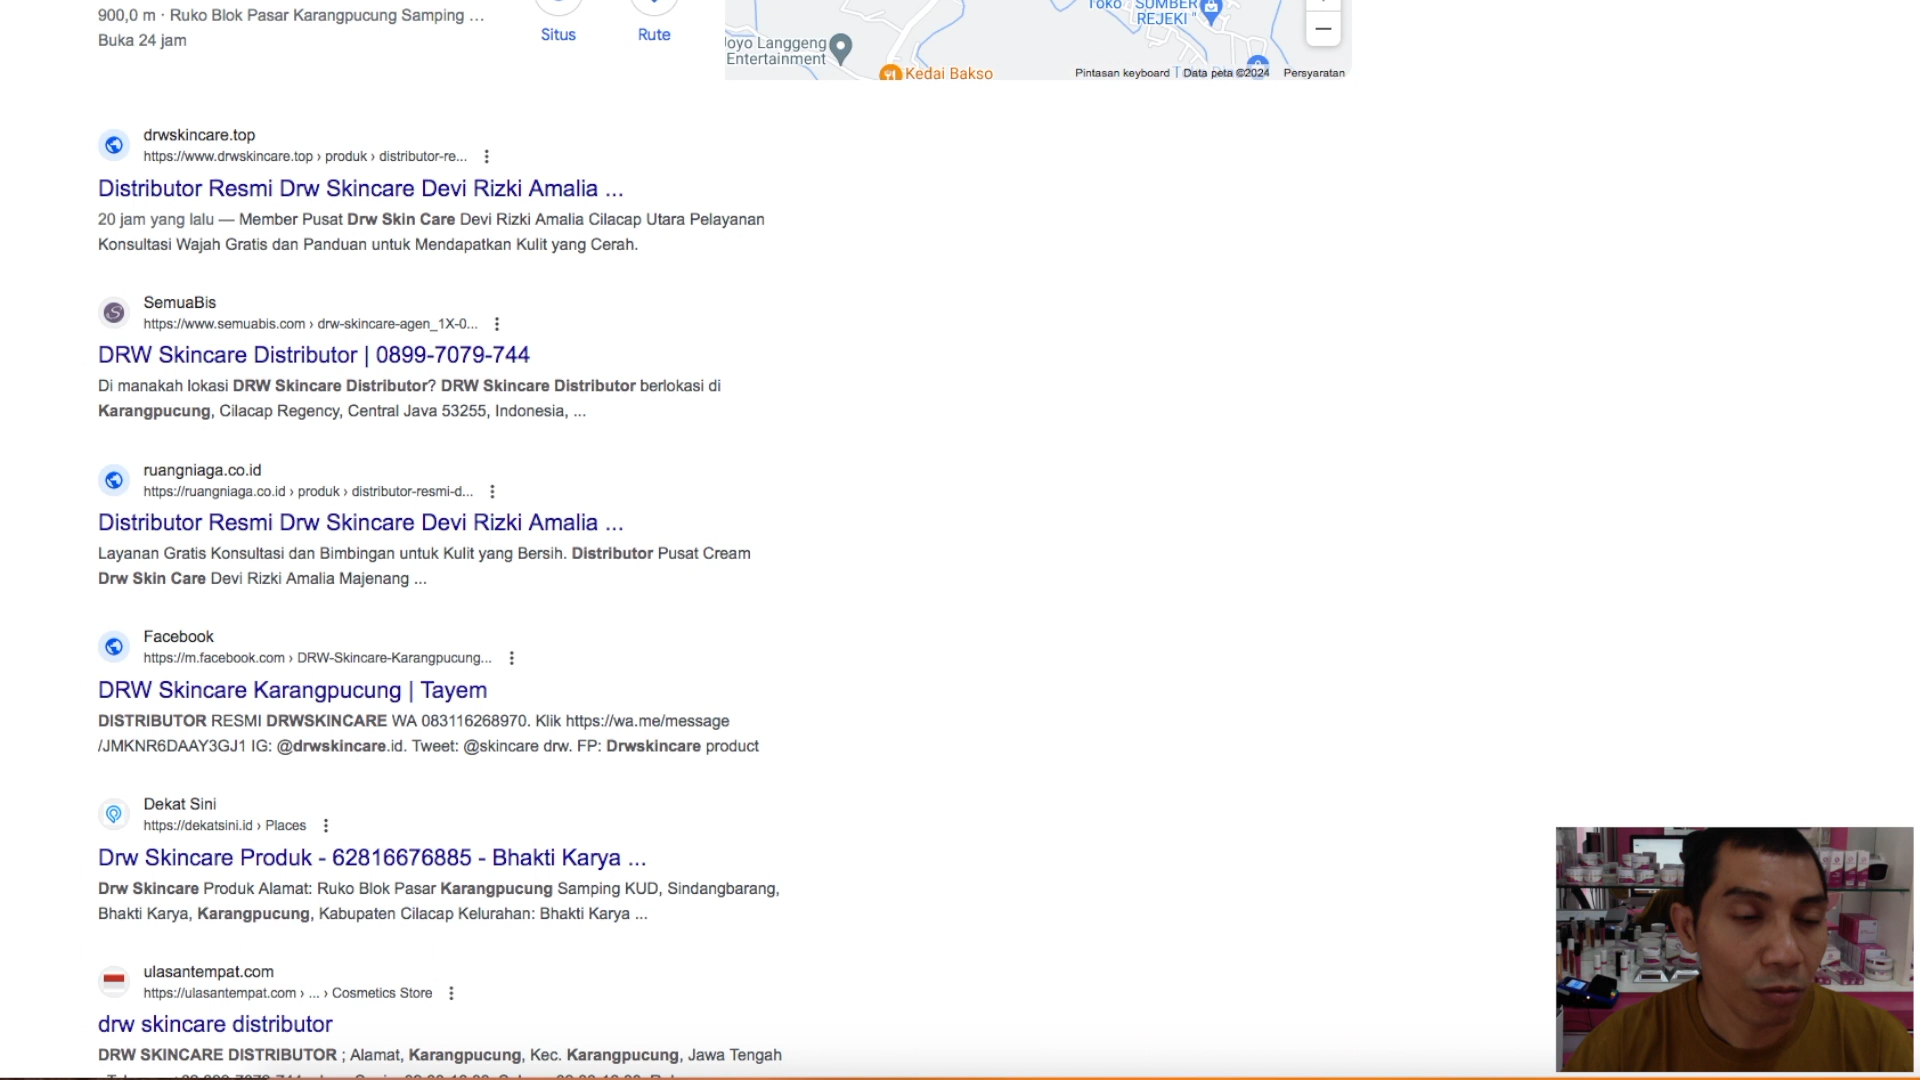 900,0 m · Ruko Blok Pasar Karangpucung Samping ...
Buka 24 jam
Situs
Rute
Toko "SUMBER
REJEKI "
Joyo Langgeng
Entertainment
Kedai Bakso
Pintasan keyboard
Data peta ©2024
Persyaratan
drwskincare.top
https://www.drwskincare.top › produk › distributor-re...
Distributor Resmi Drw Skincare Devi Rizki Amalia ...
20 jam yang lalu — Member Pusat Drw Skin Care Devi Rizki Amalia Cilacap Utara Pelayanan
Konsultasi Wajah Gratis dan Panduan untuk Mendapatkan Kulit yang Cerah.
SemuaBis
https://www.semuabis.com › drw-skincare-agen_1X-0...
DRW Skincare Distributor | 0899-7079-744
Di manakah lokasi DRW Skincare Distributor? DRW Skincare Distributor berlokasi di
Karangpucung, Cilacap Regency, Central Java 53255, Indonesia, ...
ruangniaga.co.id
https://ruangniaga.co.id › produk › distributor-resmi-d...
Distributor Resmi Drw Skincare Devi Rizki Amalia ...
Layanan Gratis Konsultasi dan Bimbingan untuk Kulit yang Bersih. Distributor Pusat Cream
Drw Skin Care Devi Rizki Amalia Majenang ...
Facebook
https://m.facebook.com › DRW-Skincare-Karangpucung...
DRW Skincare Karangpucung | Tayem
DISTRIBUTOR RESMI DRWSKINCARE WA 083116268970. Klik https://wa.me/message
/JMKNR6DAAY3GJ1 IG: @drwskincare.id. Tweet: @skincare drw. FP: Drwskincare product
Dekat Sini
https://dekatsini.id › Places
Drw Skincare Produk - 62816676885 - Bhakti Karya ...
Drw Skincare Produk Alamat: Ruko Blok Pasar Karangpucung Samping KUD, Sindangbarang,
Bhakti Karya, Karangpucung, Kabupaten Cilacap Kelurahan: Bhakti Karya ...
ulasantempat.com
https://ulasantempat.com › ... › Cosmetics Store
drw skincare distributor
DRW SKINCARE DISTRIBUTOR ; Alamat, Karangpucung, Kec. Karangpucung, Jawa Tengah